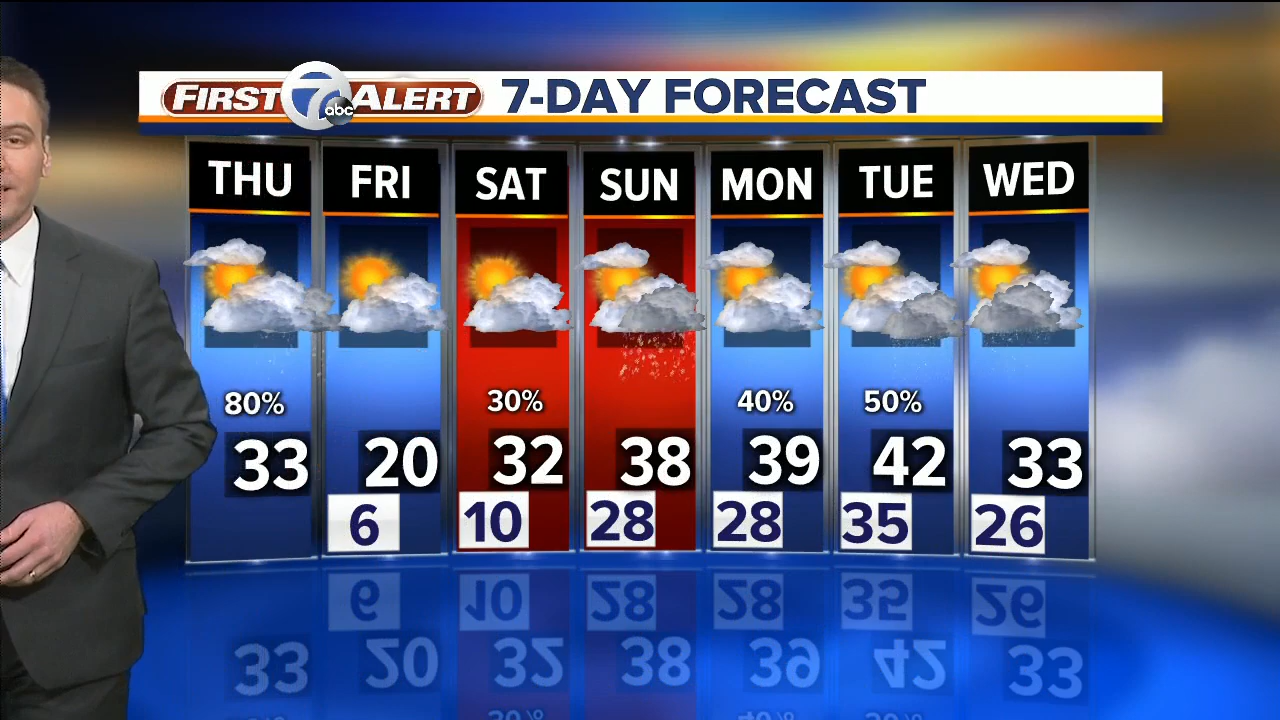 FIRST 7 abc ALERT 7-DAY FORECAST
THU FRI SAT SUN MON TUE WED
80% 30% 40% 50%
33 20 32 38 39 42 33
6 10 28 28 35 26